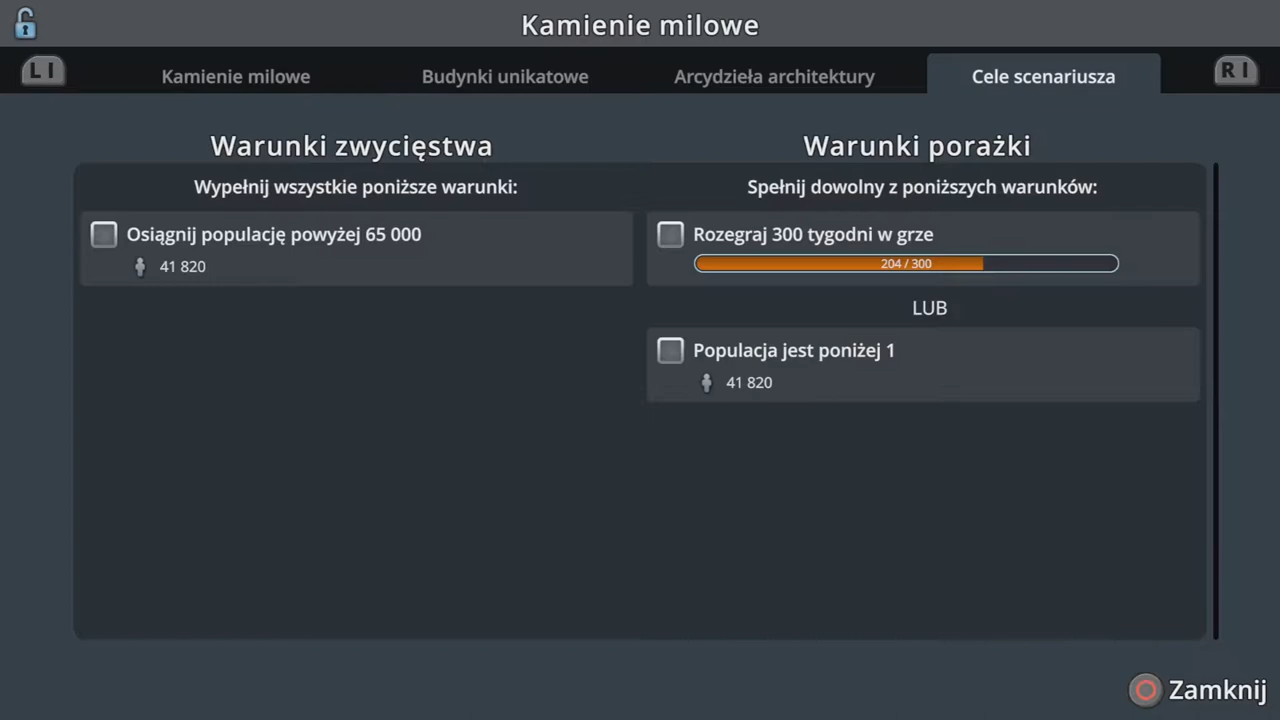 Kamienie milowe
L1
Kamienie milowe
Budynki unikatowe
Arcydzieła architektury
Cele scenariusza
R1
Warunki zwycięstwa
Wypełnij wszystkie poniższe warunki:
Osiągnij populację powyżej 65 000
41 820
Warunki porażki
Spełnij dowolny z poniższych warunków:
Rozegraj 300 tygodni w grze
204 / 300
LUB
Populacja jest poniżej 1
41 820
Zamknij